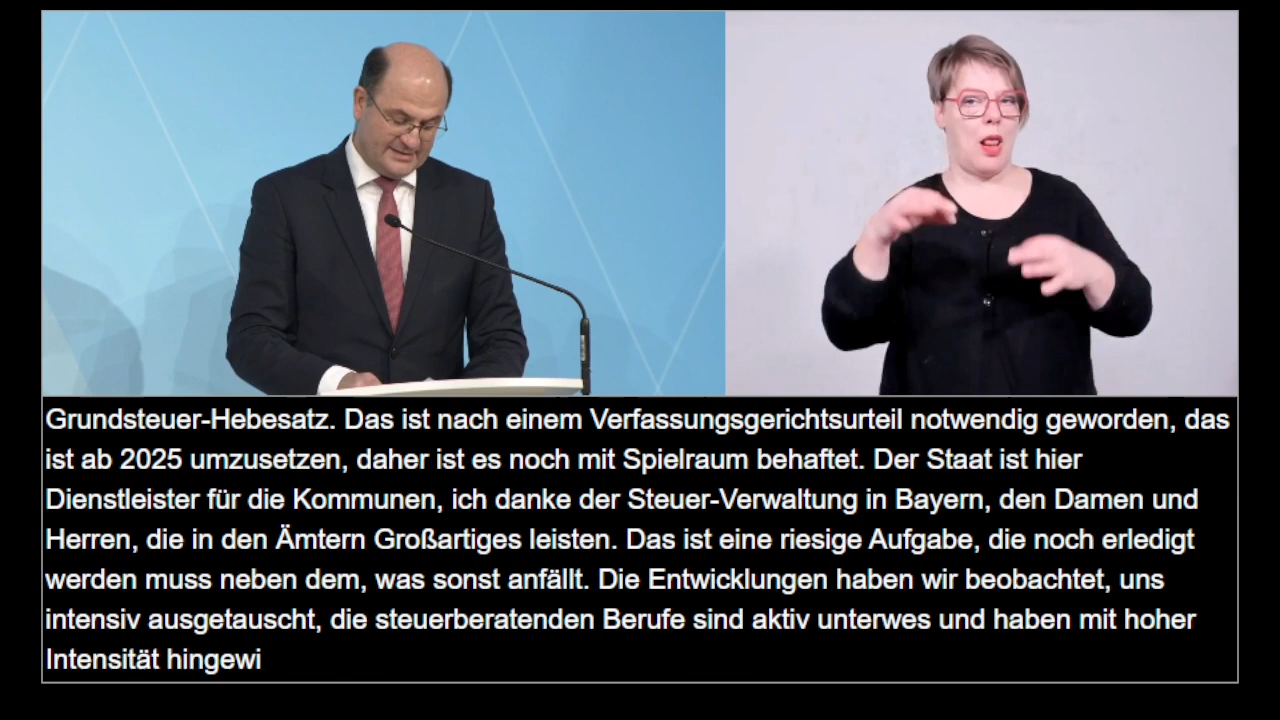 Grundsteuer-Hebesatz. Das ist nach einem Verfassungsgerichtsurteil notwendig geworden, das
ist ab 2025 umzusetzen, daher ist es noch mit Spielraum behaftet. Der Staat ist hier
Dienstleister für die Kommunen, ich danke der Steuer-Verwaltung in Bayern, den Damen und
Herren, die in den Ämtern Großartiges leisten. Das ist eine riesige Aufgabe, die noch erledigt
werden muss neben dem, was sonst anfällt. Die Entwicklungen haben wir beobachtet, uns
intensiv ausgetauscht, die steuerberatenden Berufe sind aktiv unterwes und haben mit hoher
Intensität hingewi